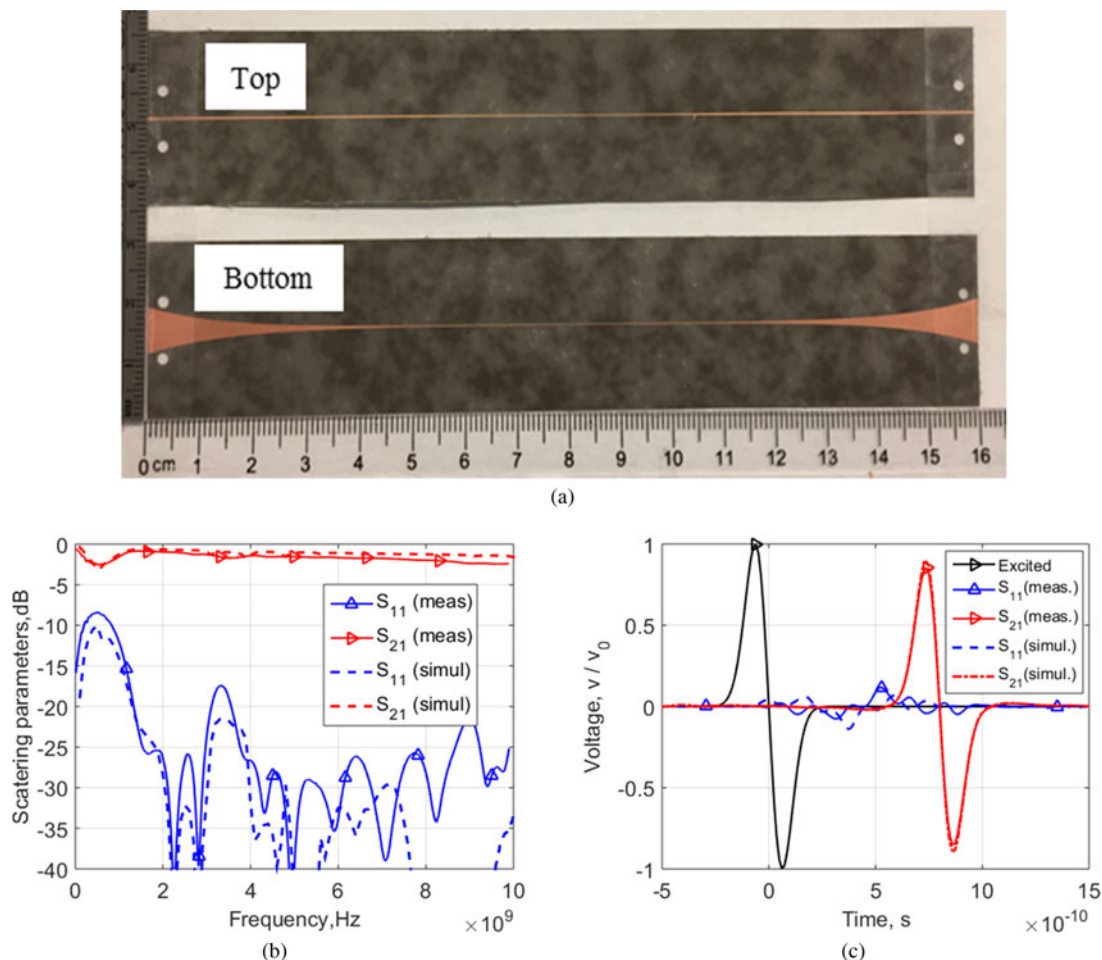 Top
Bottom
0 cm 1 2 3 4 5 6 7 8 9 10 11 12 13 14 15 16
(a)
0
-5
-10
-15
-20
-25
-30
-35
-40
Scatering parameters,dB
S11 (meas)
S21 (meas)
S11 (simul)
S21 (simul)
0 2 4 6 8 10
Frequency,Hz
×10^9
(b)
1
0.5
0
-0.5
-1
Voltage, v / v0
Excited
S11(meas.)
S21(meas.)
S11(simul.)
S21(simul.)
-5 0 5 10 15
Time, s
×10^-10
(c)